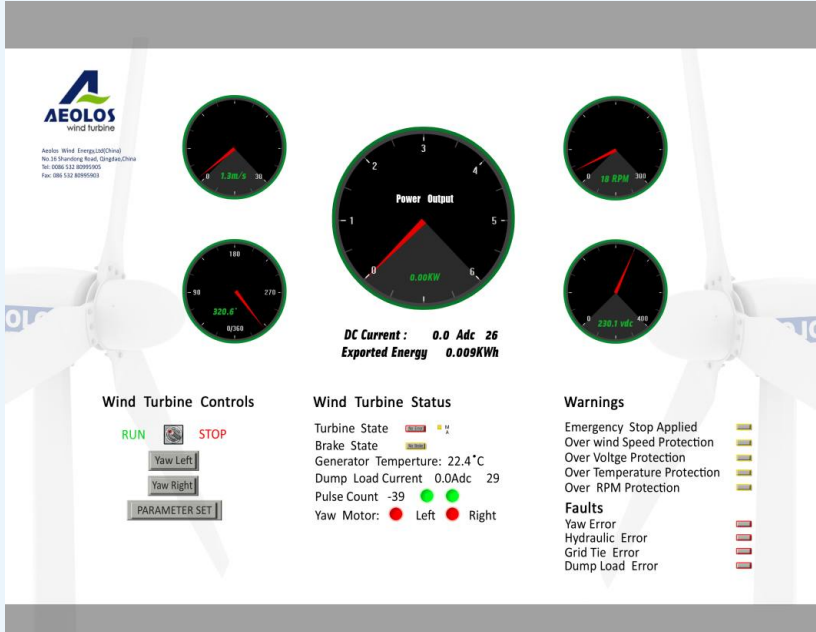 AEOLOS
wind turbine
Aeolos Wind Energy,Ltd(China)
No.16 Shandong Road, Qingdao,China
Tel: 0086 532 80995905
Fax: 086 532 80995903
0 1.3m/s 30
0 1 2 3 4 5 6
Power Output
0.00KW
0 18 RPM 300
180
90 270
320.6°
0/360
0 230.1 vdc 400
DC Current : 0.0 Adc 26
Exported Energy 0.009KWh
Wind Turbine Controls
RUN STOP
Yaw Left
Yaw Right
PARAMETER SET
Wind Turbine Status
Turbine State M
A
Brake State
Generator Temperture: 22.4°C
Dump Load Current 0.0Adc 29
Pulse Count -39
Yaw Motor: Left Right
Warnings
Emergency Stop Applied
Over wind Speed Protection
Over Voltge Protection
Over Temperature Protection
Over RPM Protection
Faults
Yaw Error
Hydraulic Error
Grid Tie Error
Dump Load Error